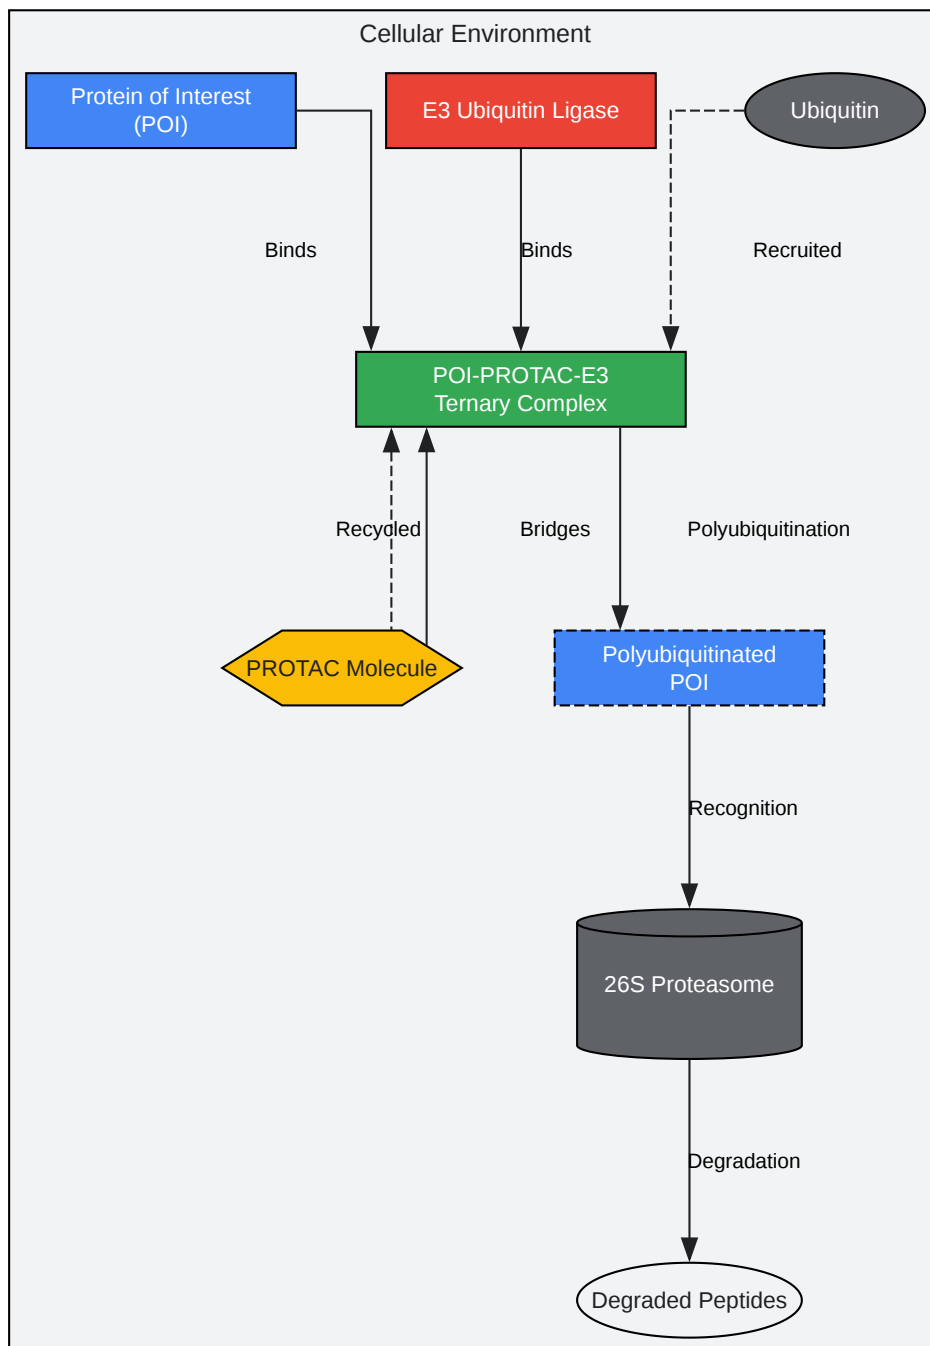 Cellular Environment
Protein of Interest
(POI)
E3 Ubiquitin Ligase
Ubiquitin
Binds
Binds
Recruited
POI-PROTAC-E3
Ternary Complex
Recycled
Bridges
Polyubiquitination
PROTAC Molecule
Polyubiquitinated
POI
Recognition
26S Proteasome
Degradation
Degraded Peptides